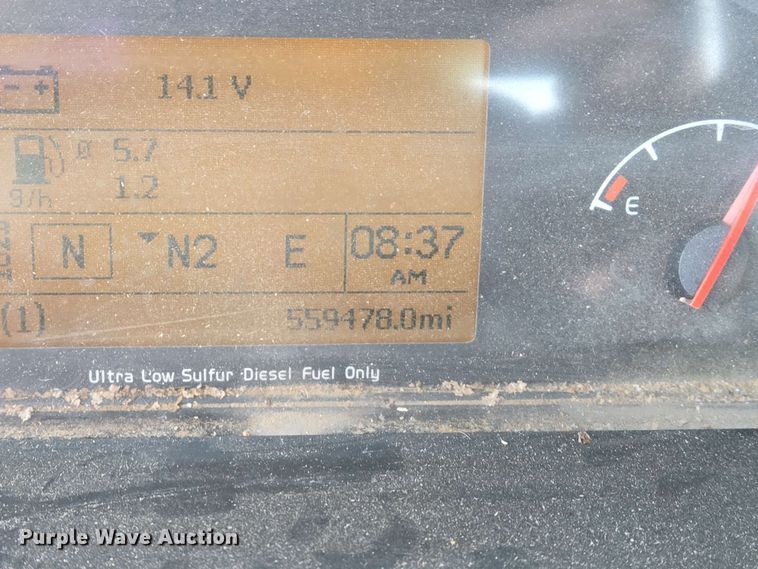 - +
14.1 V
ø 5.7
g/h 1.2
N N2 E 08:37
AM
(1) 559478.0mi
E
Ultra Low Sulfur Diesel Fuel Only
Purple Wave Auction